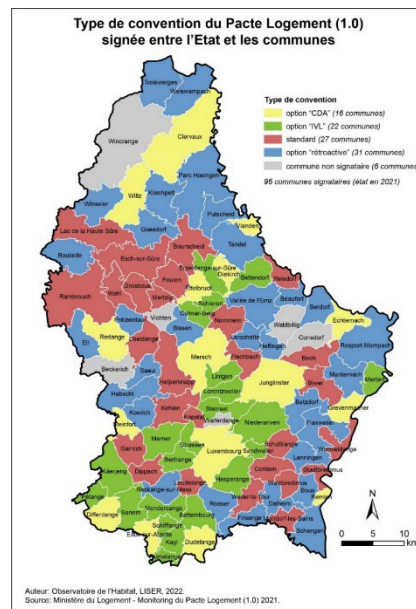 Type de convention du Pacte Logement (1.0)
signée entre l'Etat et les communes
Type de convention
option "CDA" (16 communes)
option "IVL" (22 communes)
standard (27 communes)
option "rétroactive" (31 communes)
commune non signataire (6 communes)
96 communes signataires (état en 2021)
Troisvierges
Weiswampach
Wincrange
Clervaux
Parc Hosingen
Wiltz
Kiischpelt
Winseler
Goesdorf
Putscheid
Vianden
Tandel
Lac de la Haute Sûre
Bourscheid
Boulaide
Esch-sur-Sûre
Erpeldange-sur-Sûre
Diekirch
Bettendorf
Reisdorf
Feulen
Ettelbruck
Rambrouch
Wahl
Grosbous
Mertzig
Schieren
Vallée de l'Ernz
Beaufort
Berdorf
Colmar-Berg
Echternach
Préizerdaul
Vichten
Bissen
Nommern
Waldbillig
Consdorf
Rosport-Mompach
Ell
Redange
Useldange
Larochette
Heffingen
Mersch
Fischbach
Bech
Beckerich
Saeul
Helperknapp
Lintgen
Junglinster
Biwer
Manternach
Mertert
Habscht
Lorentzweiler
Grevenmacher
Koerich
Kehlen
Kopstal
Steinsel
Walferdange
Betzdorf
Flaxweiler
Steinfort
Mamer
Strassen
Niederanven
Wormeldange
Garnich
Bertrange
Luxembourg
Sandweiler
Schuttrange
Lenningen
Käerjeng
Dippach
Contern
Stadtbredimus
Hesperange
Waldbredimus
Reckange-sur-Mess
Leudelange
Weiler-la-Tour
Bous
Remich
Differdange
Sanem
Mondercange
Bettembourg
Roeser
Dalheim
Frisange
Mondorf-les-Bains
Schengen
Esch-sur-Alzette
Schifflange
Kayl
Dudelange
N
0 5 10
km
Auteur: Observatoire de l'Habitat, LISER, 2022.
Source: Ministère du Logement - Monitoring du Pacte Logement (1.0) 2021.